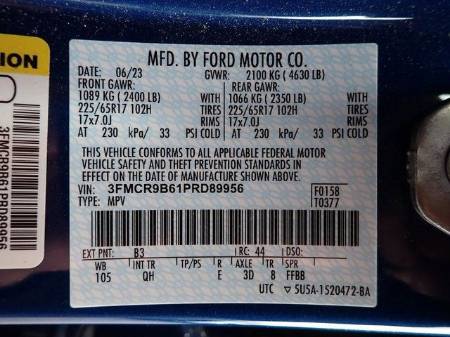 MFD. BY FORD MOTOR CO.
DATE: 06/23 GVWR: 2100 KG ( 4630 LB)
FRONT GAWR: REAR GAWR:
1089 KG ( 2400 LB) WITH 1066 KG ( 2350 LB) WITH
225/65R17 102H TIRES 225/65R17 102H TIRES
17x7.0J RIMS 17x7.0J RIMS
AT 230 kPa/ 33 PSI COLD AT 230 kPa/ 33 PSI COLD
THIS VEHICLE CONFORMS TO ALL APPLICABLE FEDERAL MOTOR
VEHICLE SAFETY AND THEFT PREVENTION STANDARDS IN
EFFECT ON THE DATE OF MANUFACTURE SHOWN ABOVE.
VIN: 3FMCR9B61PRD89956 F0158
TYPE: MPV T0377
EXT PNT: B3 RC: 44 DSO:
WB INT TR TP/PS R AXLE TR SPR
105 QH E 3D 8 FFBB
UTC 5U5A-1520472-BA
3FMCR9B61PRD89956